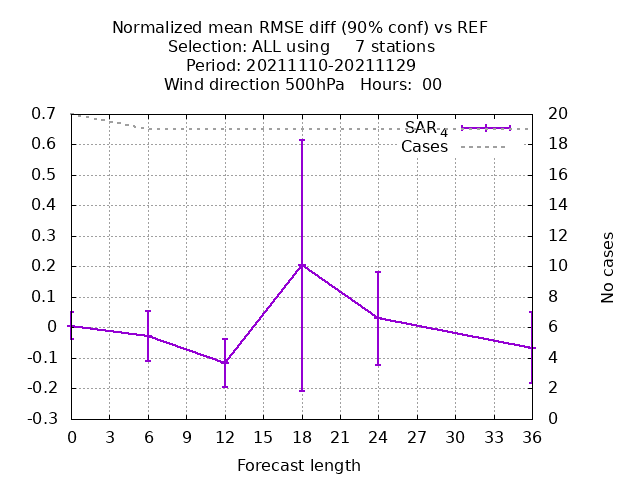 Normalized mean RMSE diff (90% conf) vs REF
Selection: ALL using     7 stations
Period: 20211110-20211129
Wind direction 500hPa   Hours:  00
0.7
0.6
0.5
0.4
0.3
0.2
0.1
0
-0.1
-0.2
-0.3
SAR4
Cases
20
18
16
14
12
10
8
6
4
2
0
No cases
0 3 6 9 12 15 18 21 24 27 30 33 36
Forecast length